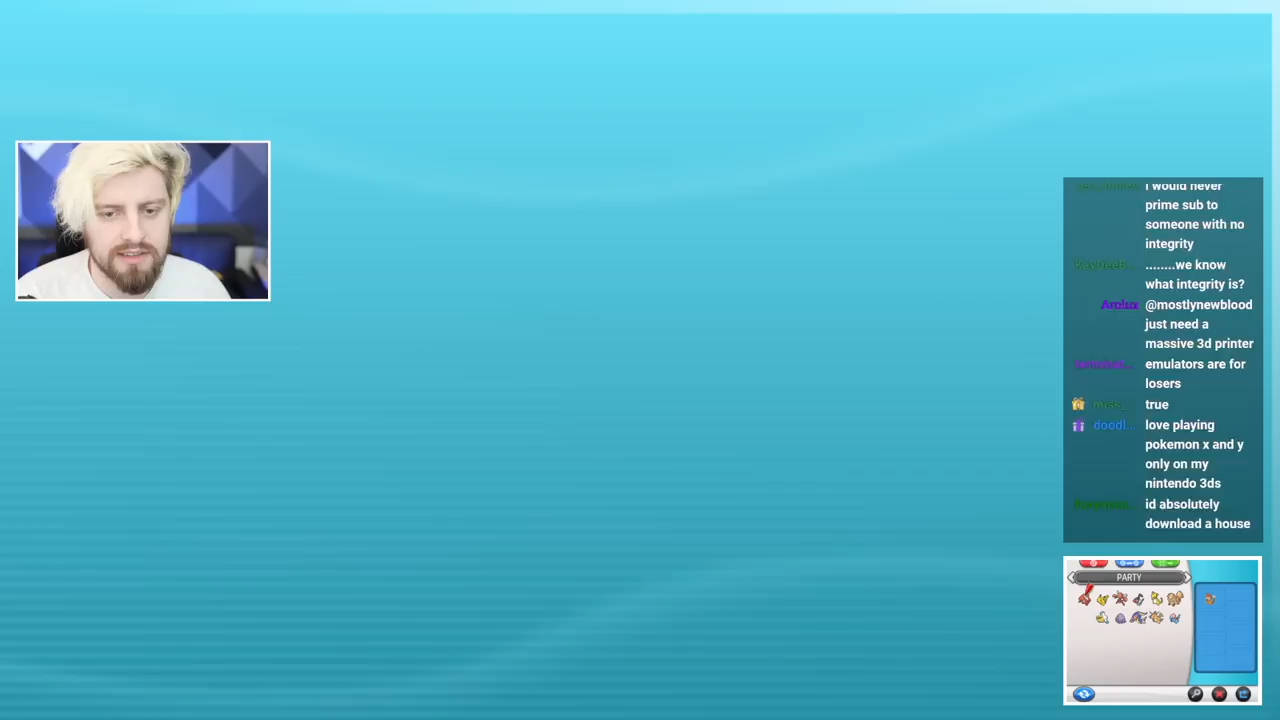 i would never
prime sub to
someone with no
integrity
........we know
what integrity is?
@mostlynewblood
just need a
massive 3d printer
emulators are for
losers
miss_ true
doodl... love playing
pokemon x and y
only on my
nintendo 3ds
id absolutely
download a house
PARTY